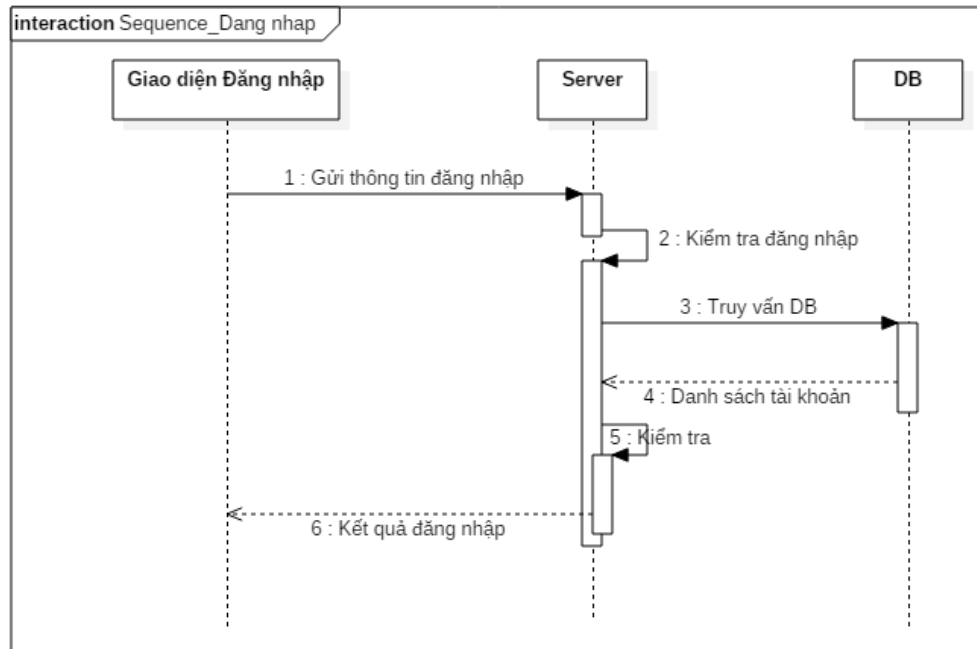 interaction Sequence_Dang nhap
Giao diện Đăng nhập
Server
DB
1 : Gửi thông tin đăng nhập
2 : Kiểm tra đăng nhập
3 : Truy vấn DB
4 : Danh sách tài khoản
5 : Kiểm tra
6 : Kết quả đăng nhập